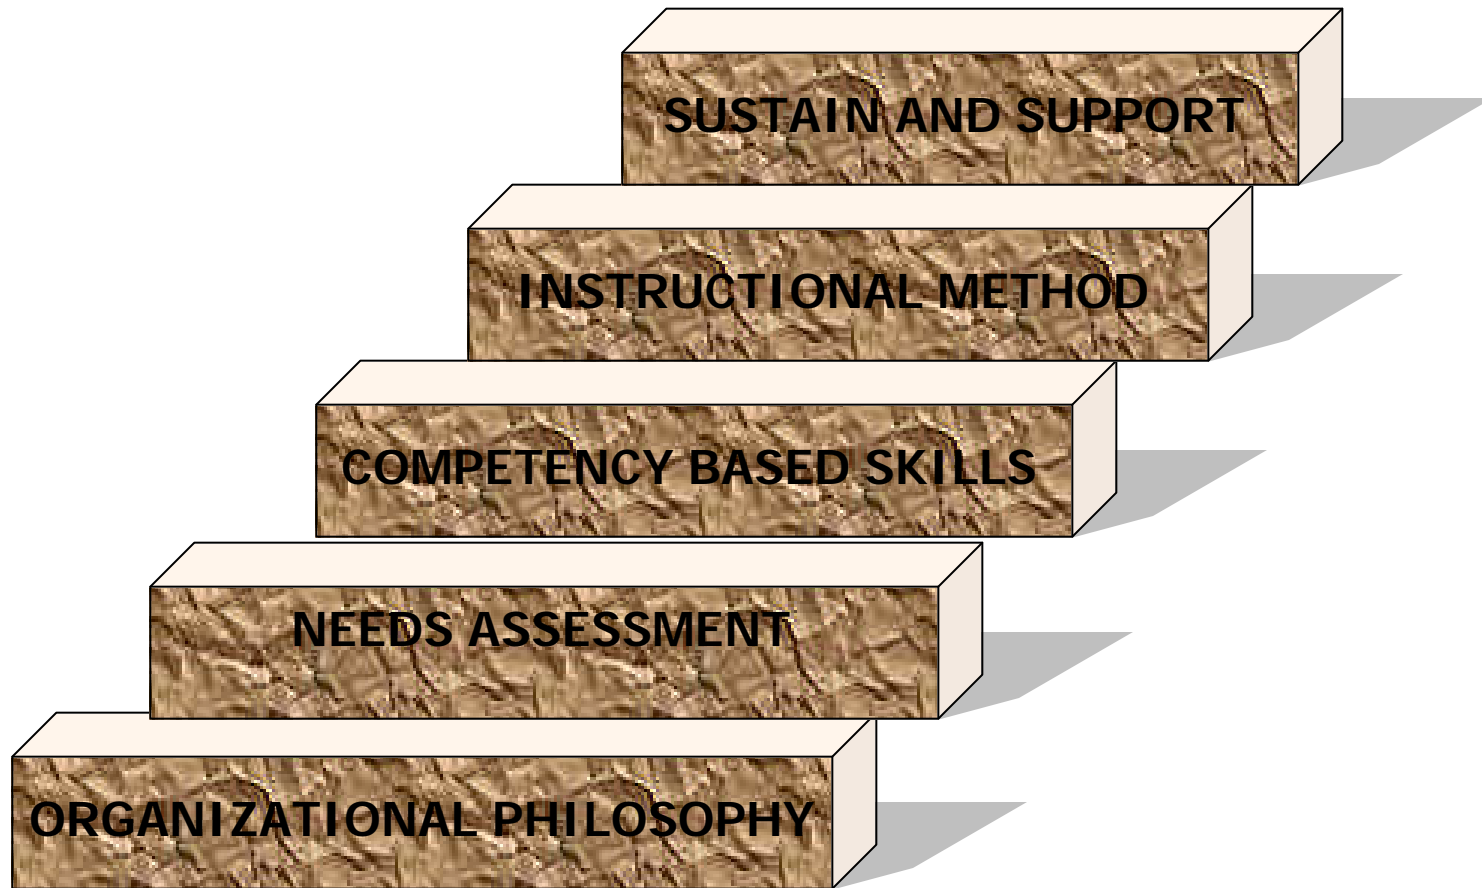 SUSTAIN AND SUPPORT
INSTRUCTIONAL METHOD
COMPETENCY BASED SKILLS
NEEDS ASSESSMENT
ORGANIZATIONAL PHILOSOPHY